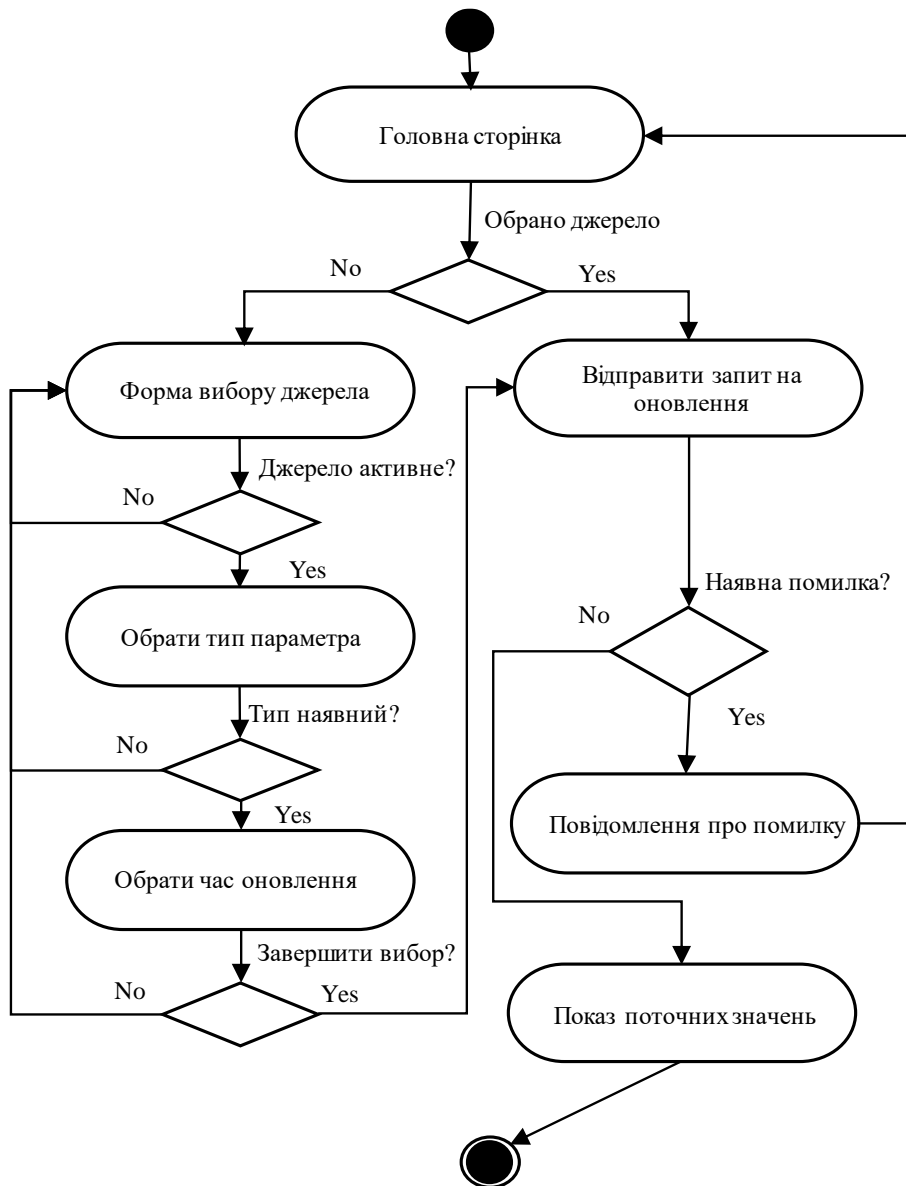 Головна сторінка
Обрано джерело
No
Yes
Форма вибору джерела
Відправити запит на
оновлення
Джерело активне?
No
Yes
Наявна помилка?
No
Обрати тип параметра
Тип наявний?
Yes
No
Yes
Повідомлення про помилку
Обрати час оновлення
Завершити вибор?
No
Yes
Показ поточних значень